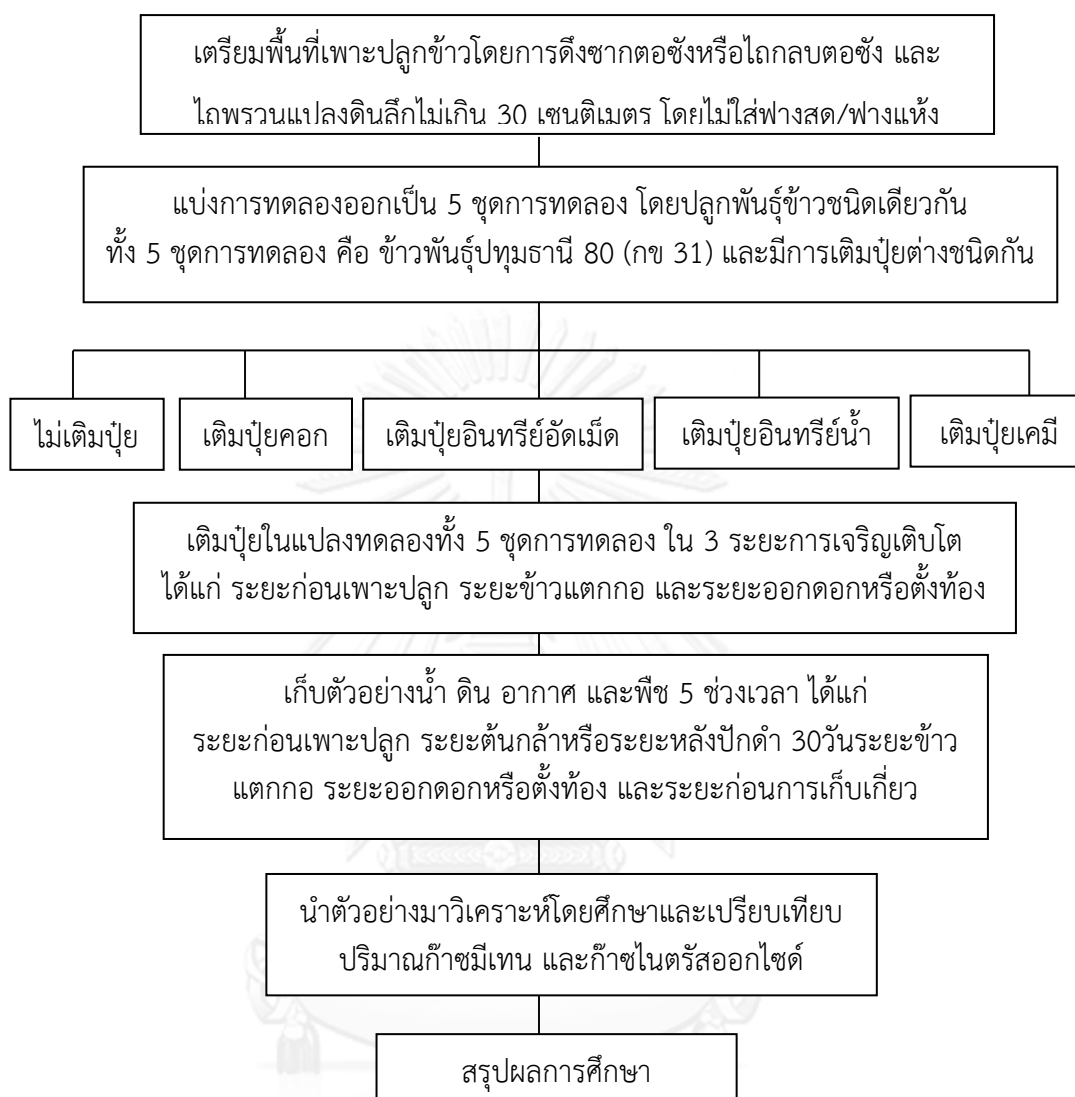 เตรียมพื้นที่เพาะปลูกข้าวโดยการดึงซากตอซังหรือไถกลบตอซัง และ
ไถพรวนแปลงดินลึกไม่เกิน 30 เซนติเมตร โดยไม่ใส่ฟางสด/ฟางแห้ง
แบ่งการทดลองออกเป็น 5 ชุดการทดลอง โดยปลูกพันธุ์ข้าวชนิดเดียวกัน
ทั้ง 5 ชุดการทดลอง คือ ข้าวพันธุ์ปทุมธานี 80 (กข 31) และมีการเติมปุ๋ยต่างชนิดกัน
ไม่เติมปุ๋ย
เติมปุ๋ยคอก
เติมปุ๋ยอินทรีย์อัดเม็ด
เติมปุ๋ยอินทรีย์น้ำ
เติมปุ๋ยเคมี
เติมปุ๋ยในแปลงทดลองทั้ง 5 ชุดการทดลอง ใน 3 ระยะการเจริญเติบโต
ได้แก่ ระยะก่อนเพาะปลูก ระยะข้าวแตกกอ และระยะออกดอกหรือตั้งท้อง
เก็บตัวอย่างน้ำ ดิน อากาศ และพืช 5 ช่วงเวลา ได้แก่
ระยะก่อนเพาะปลูก ระยะต้นกล้าหรือระยะหลังปักดำ 30วันระยะข้าว
แตกกอ ระยะออกดอกหรือตั้งท้อง และระยะก่อนการเก็บเกี่ยว
นำตัวอย่างมาวิเคราะห์โดยศึกษาและเปรียบเทียบ
ปริมาณก๊าซมีเทน และก๊าซไนตรัสออกไซด์
สรุปผลการศึกษา